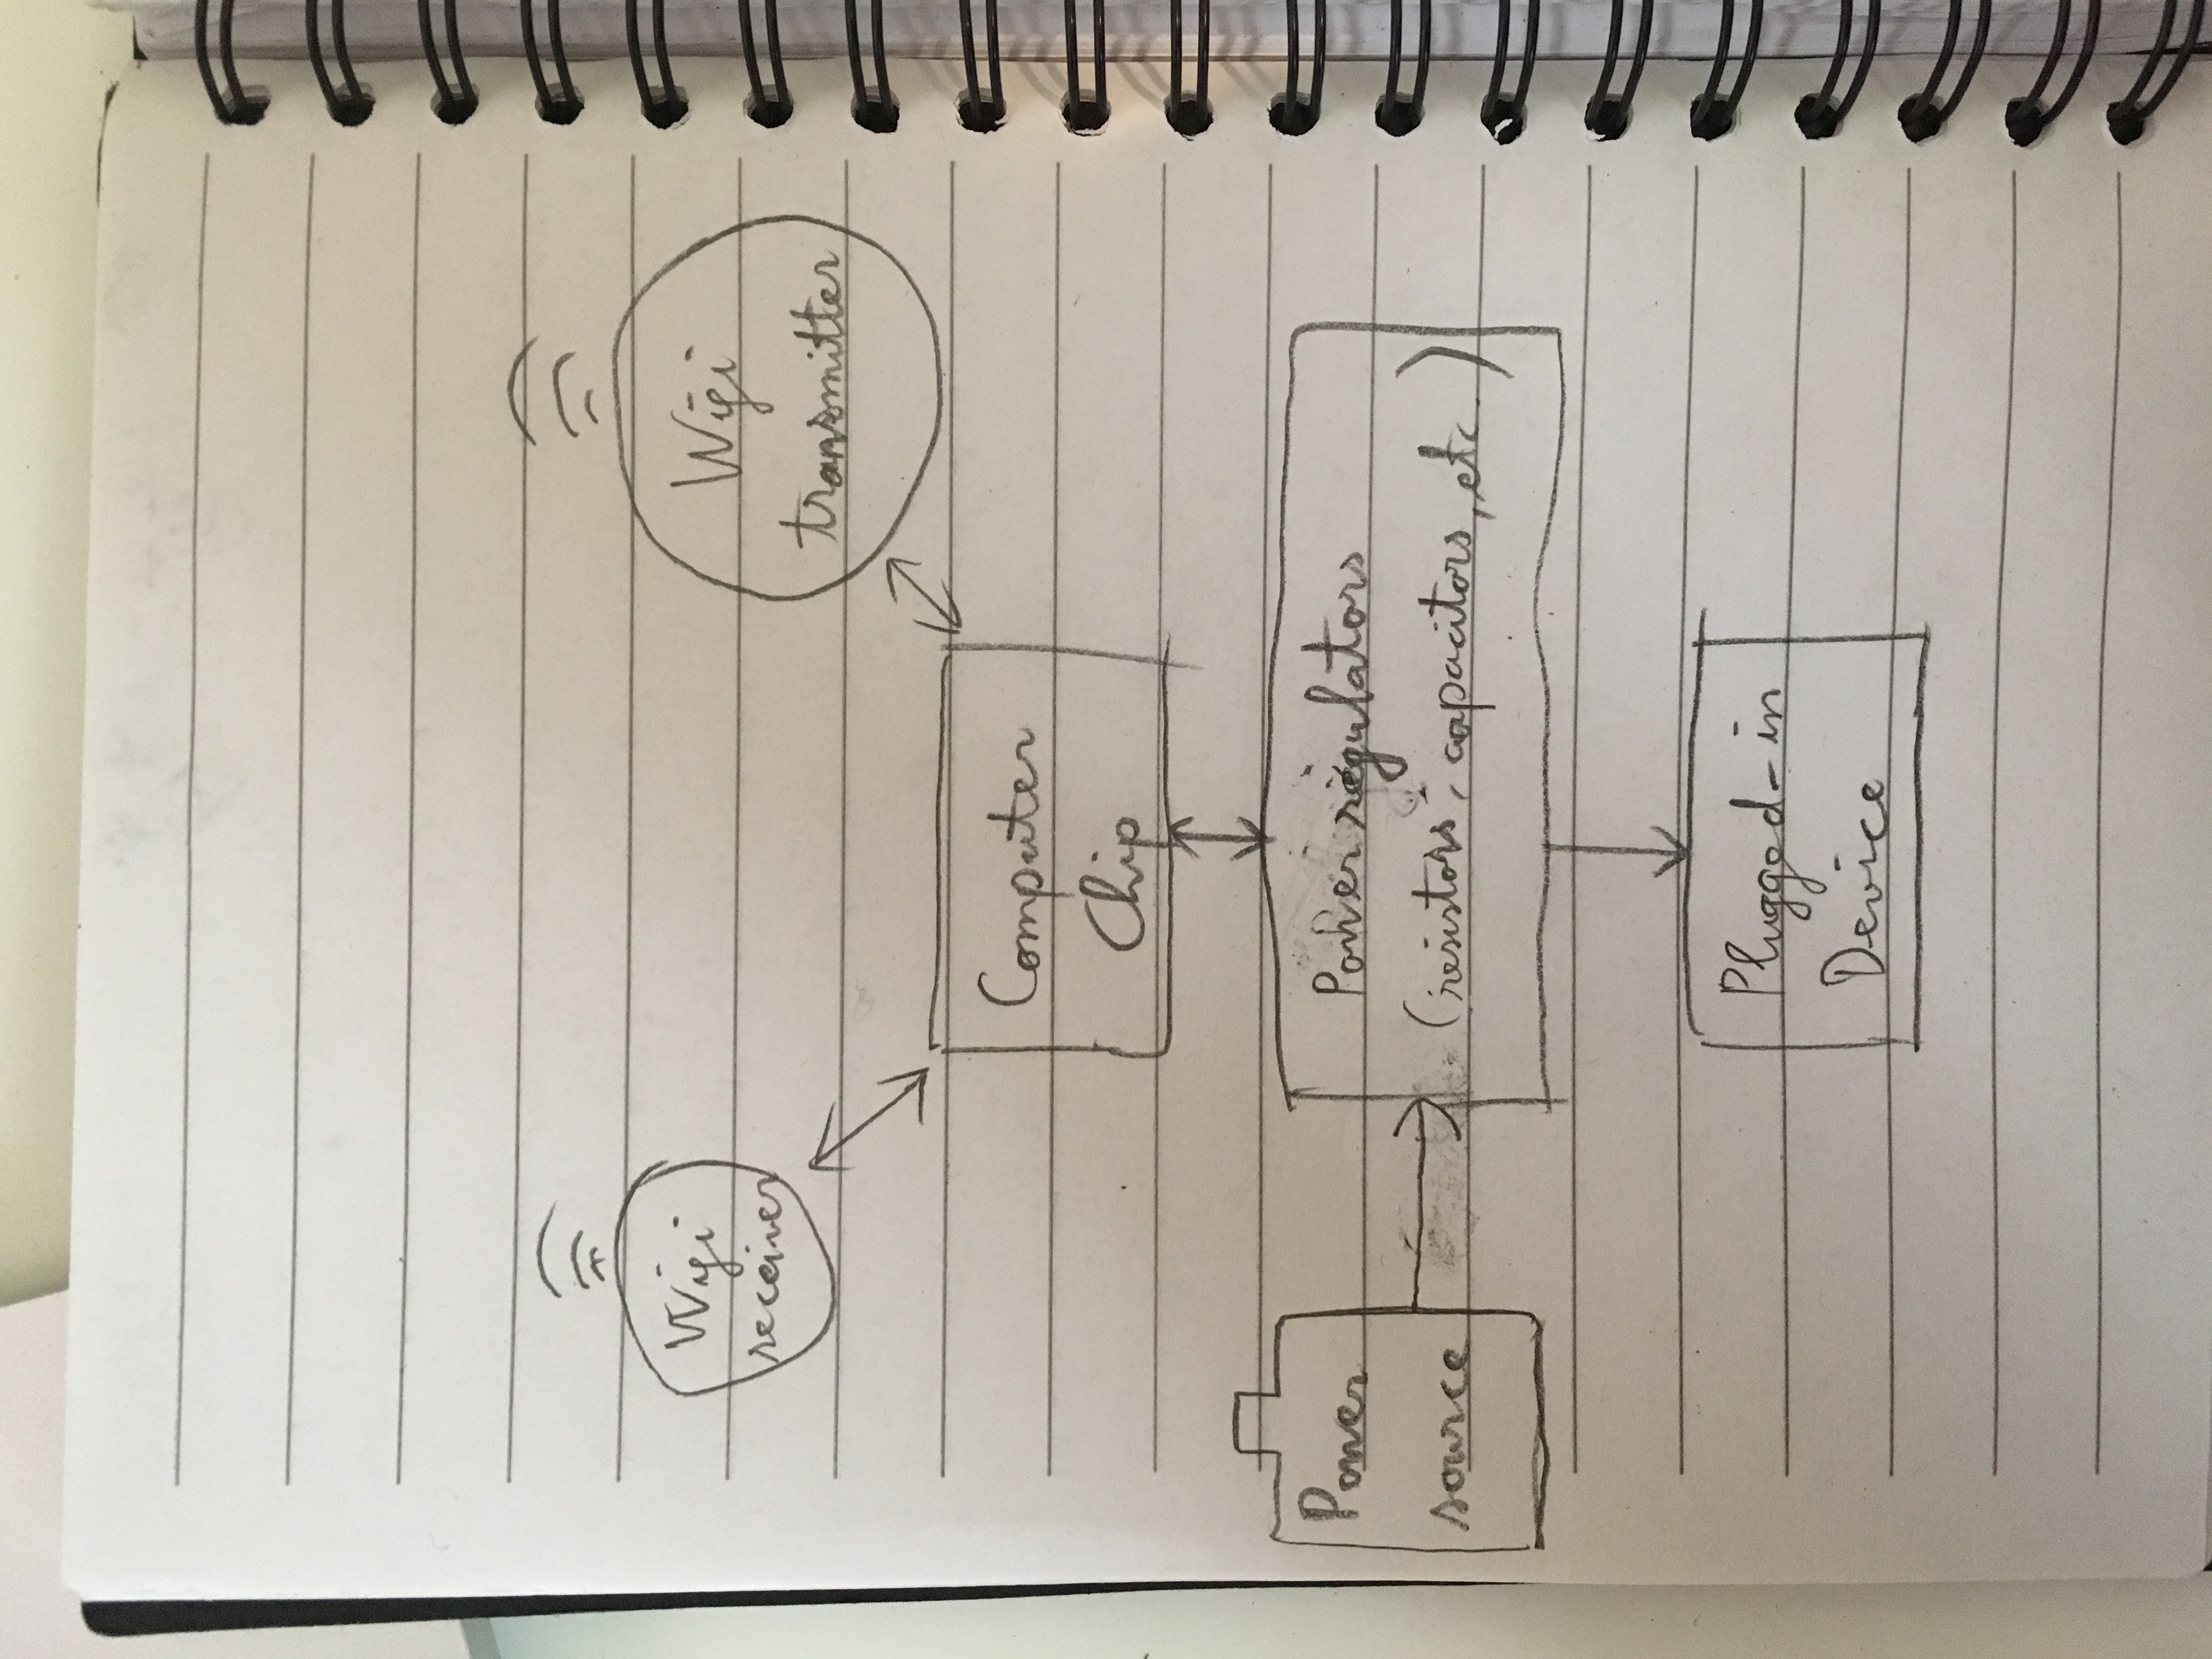 Wifi
receiver
Wifi
transmitter
Computer
Chip
Power
source
Power regulators
(resistors, capacitors, etc.)
Plugged-in
Device